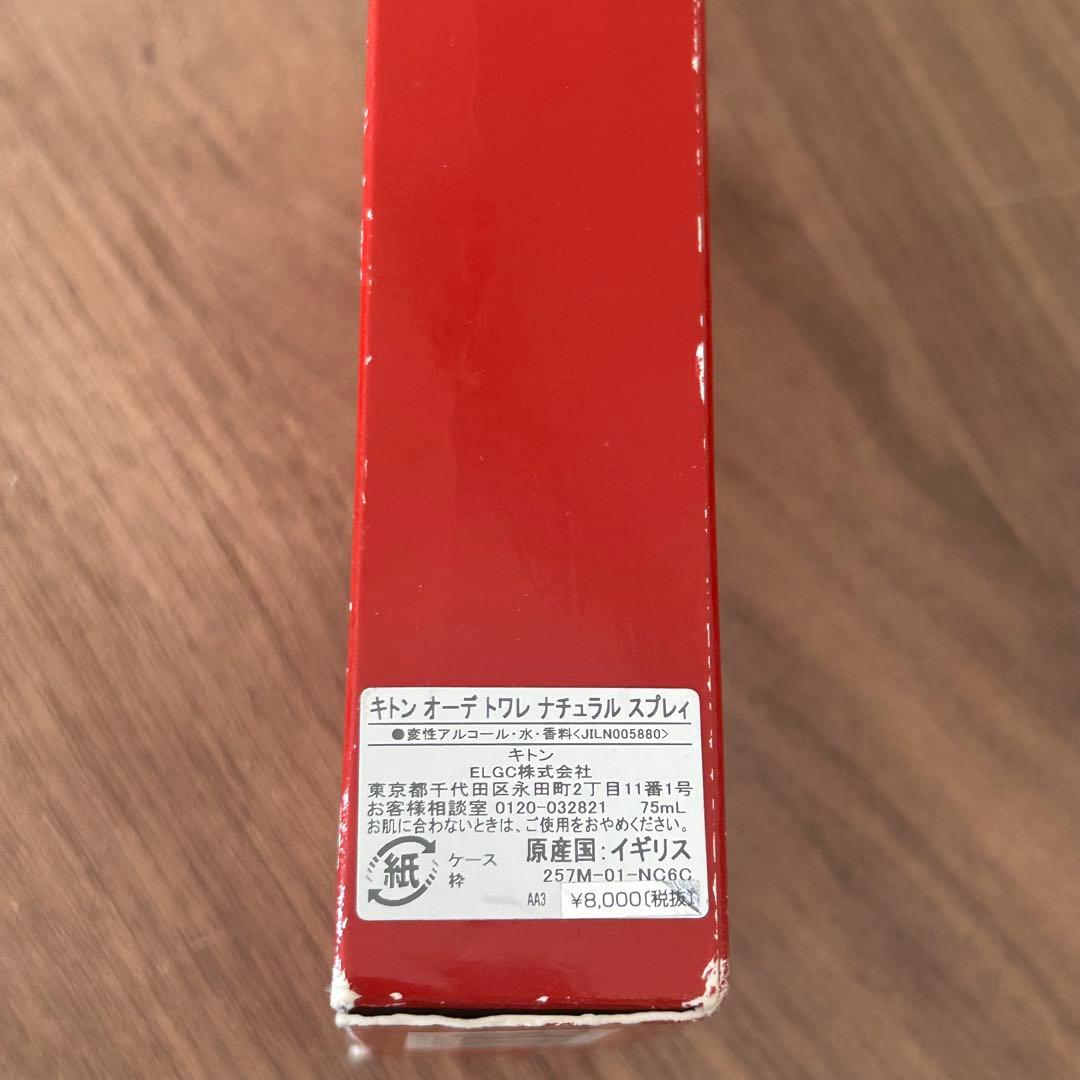 キトン オーデ トワレ ナチュラル スプレィ
●変性アルコール・水・香料<JILN005880>
キトン
ELGC株式会社
東京都千代田区永田町2丁目11番1号
お客様相談室 0120-032821 75mL
お肌に合わないときは、ご使用をおやめください。
紙 ケース 枠
原産国:イギリス
257M-01-NC6C
AA3 ¥8,000〔税抜〕